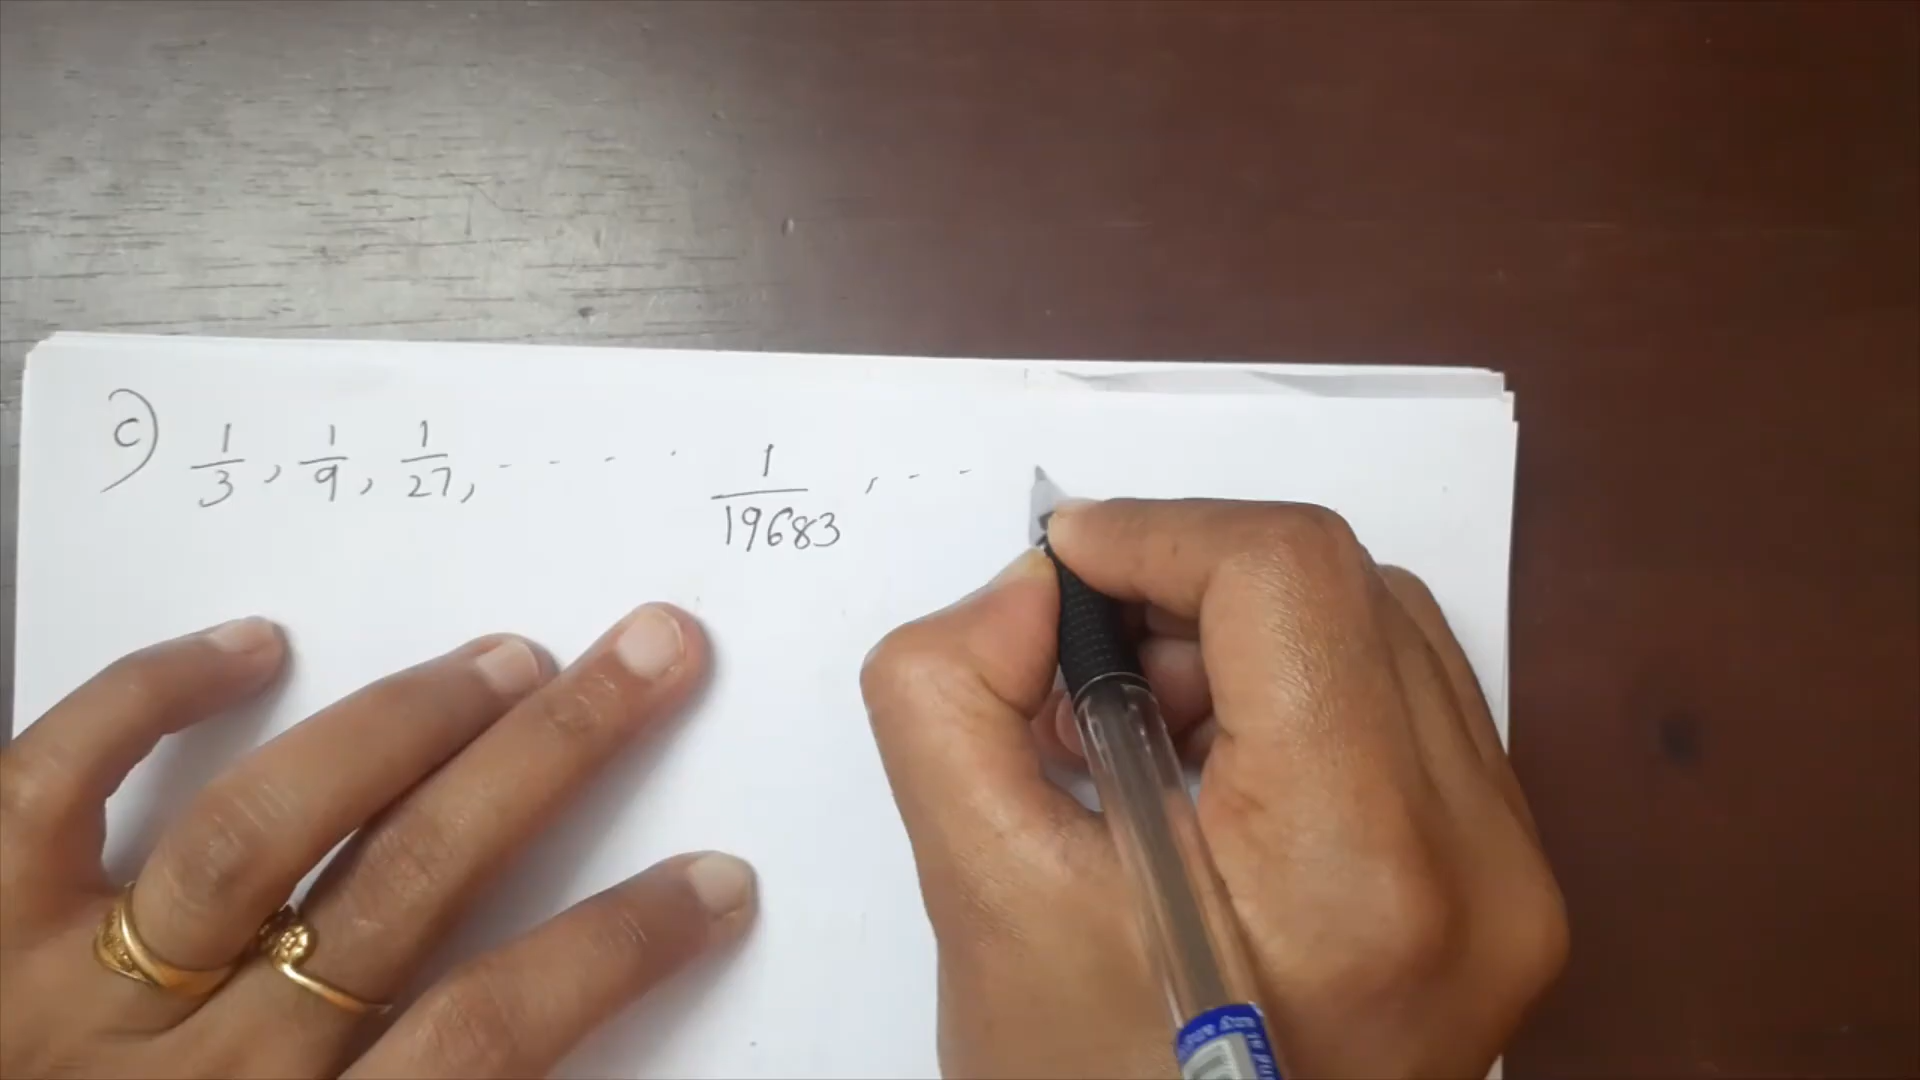 c) 1/3, 1/9, 1/27, - - - - - 1/19683, - - -